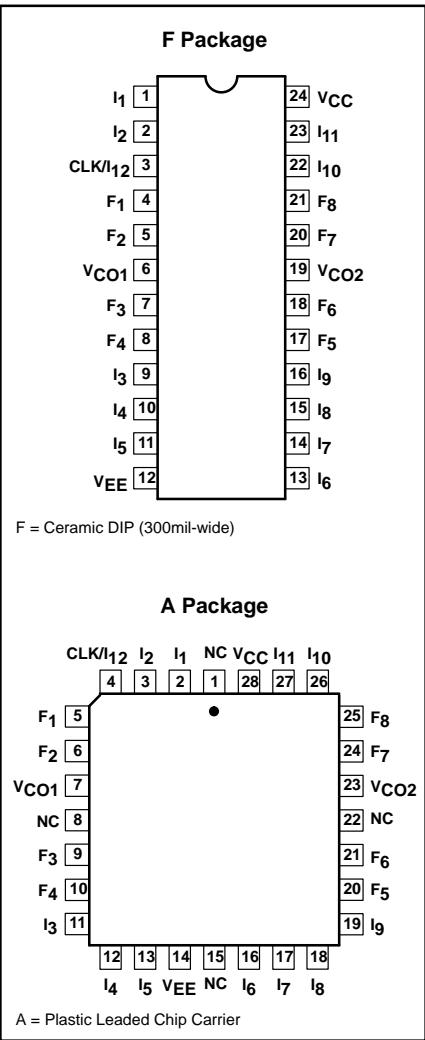 F Package
I1 1 24 VCC
I2 2 23 I11
CLK/I12 3 22 I10
F1 4 21 F8
F2 5 20 F7
VCO1 6 19 VCO2
F3 7 18 F6
F4 8 17 F5
I3 9 16 I9
I4 10 15 I8
I5 11 14 I7
VEE 12 13 I6
F = Ceramic DIP (300mil-wide)
A Package
CLK/I12 I2 I1 NC VCC I11 I10
4 3 2 1 28 27 26
F1 5 25 F8
F2 6 24 F7
VCO1 7 23 VCO2
NC 8 22 NC
F3 9 21 F6
F4 10 20 F5
I3 11 19 I9
12 13 14 15 16 17 18
I4 I5 VEE NC I6 I7 I8
A = Plastic Leaded Chip Carrier